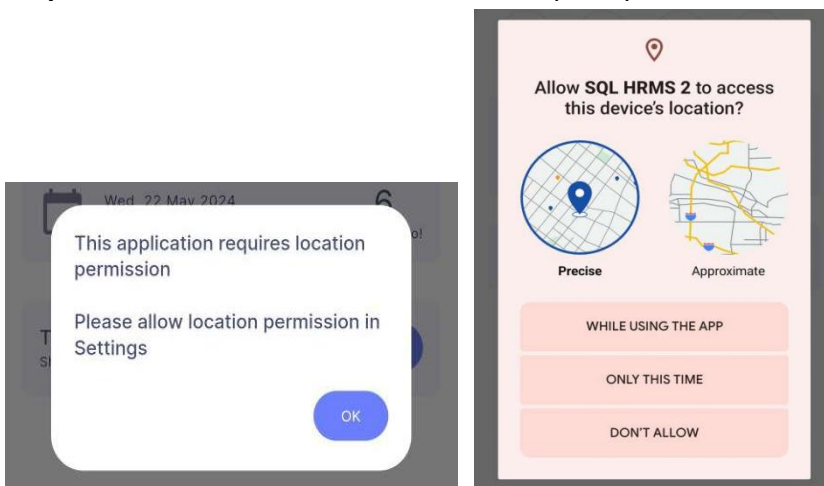 Wed, 22 May 2024
6
This application requires location
permission
Please allow location permission in
Settings
OK
Allow SQL HRMS 2 to access
this device's location?
Precise
Approximate
WHILE USING THE APP
ONLY THIS TIME
DON'T ALLOW